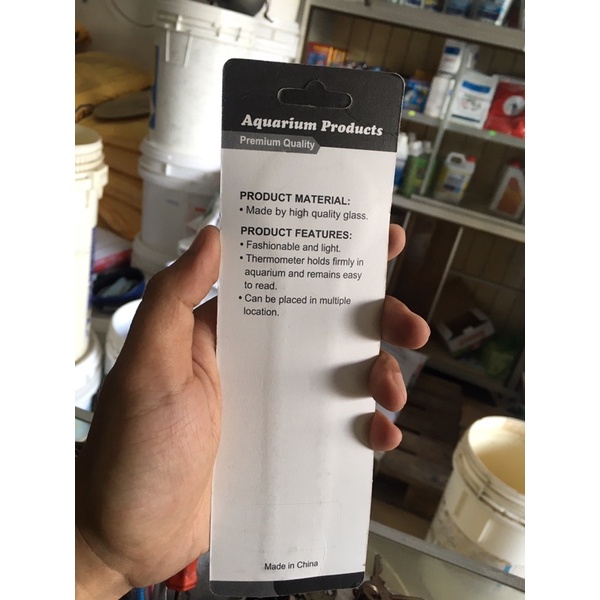 Aquarium Products
Premium Quality
PRODUCT MATERIAL:
• Made by high quality glass.
PRODUCT FEATURES:
• Fashionable and light.
• Thermometer holds firmly in
aquarium and remains easy
to read.
• Can be placed in multiple
location.
Made in China